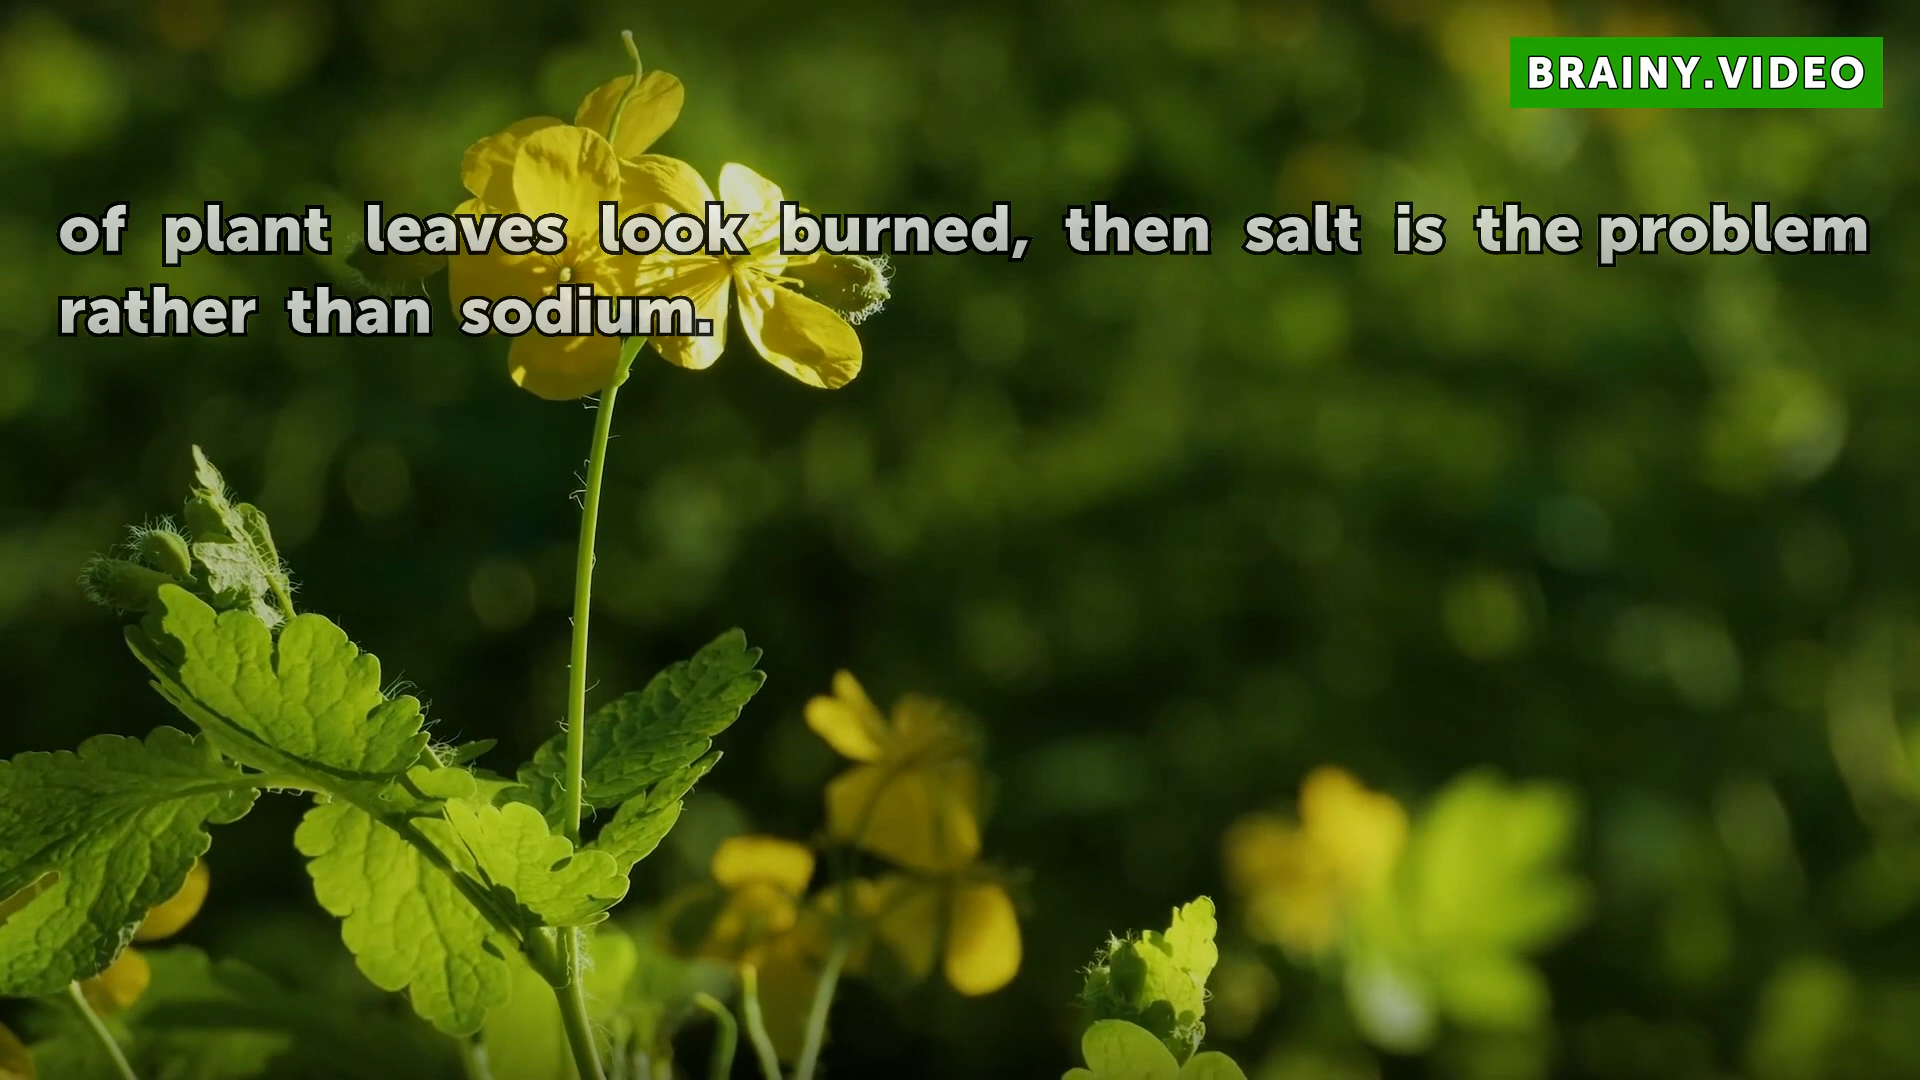 BRAINY.VIDEO
of plant leaves look burned, then salt is the problem
rather than sodium.